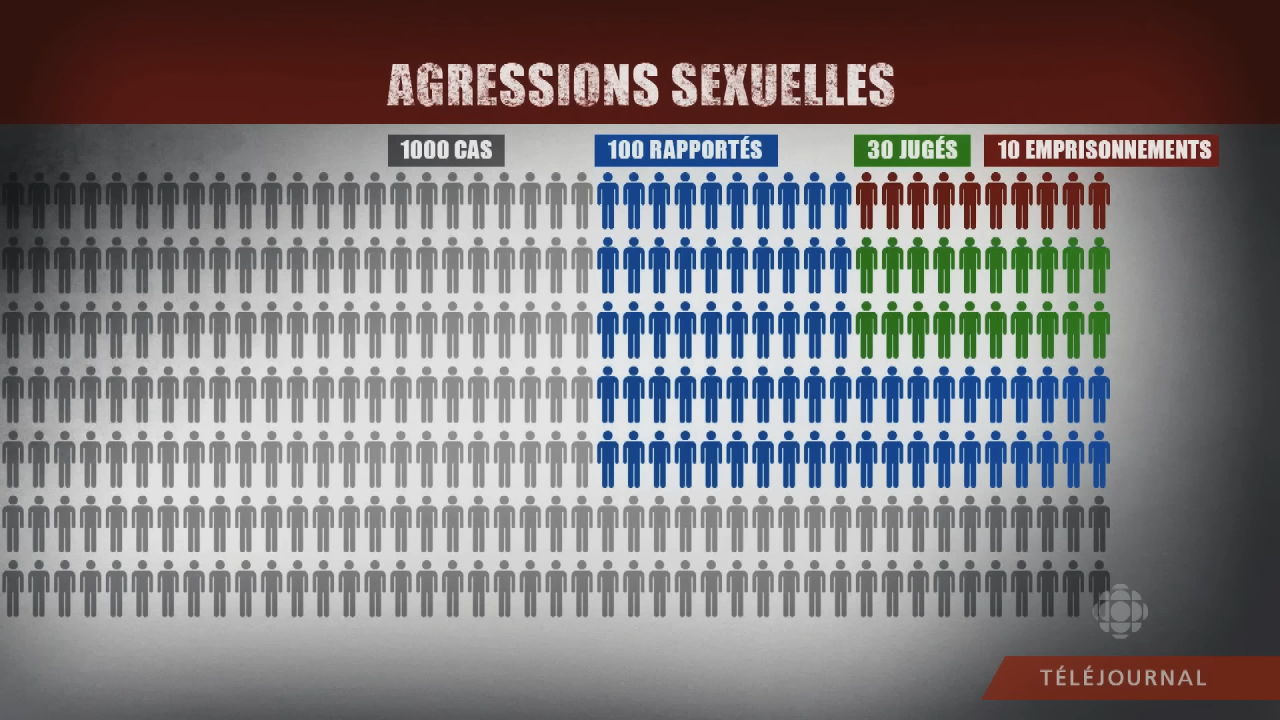 AGRESSIONS SEXUELLES
1000 CAS
100 RAPPORTÉS
30 JUGÉS
10 EMPRISONNEMENTS
TÉLÉJOURNAL